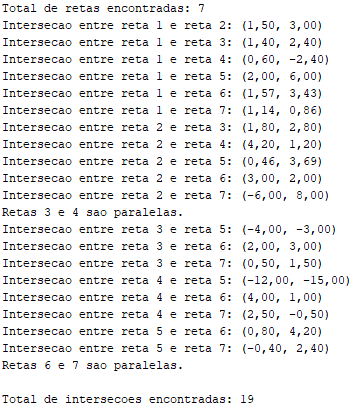 Total de retas encontradas: 7
Intersecao entre reta 1 e reta 2: (1,50, 3,00)
Intersecao entre reta 1 e reta 3: (1,40, 2,40)
Intersecao entre reta 1 e reta 4: (0,60, -2,40)
Intersecao entre reta 1 e reta 5: (2,00, 6,00)
Intersecao entre reta 1 e reta 6: (1,57, 3,43)
Intersecao entre reta 1 e reta 7: (1,14, 0,86)
Intersecao entre reta 2 e reta 3: (1,80, 2,80)
Intersecao entre reta 2 e reta 4: (4,20, 1,20)
Intersecao entre reta 2 e reta 5: (0,46, 3,69)
Intersecao entre reta 2 e reta 6: (3,00, 2,00)
Intersecao entre reta 2 e reta 7: (-6,00, 8,00)
Retas 3 e 4 sao paralelas.
Intersecao entre reta 3 e reta 5: (-4,00, -3,00)
Intersecao entre reta 3 e reta 6: (2,00, 3,00)
Intersecao entre reta 3 e reta 7: (0,50, 1,50)
Intersecao entre reta 4 e reta 5: (-12,00, -15,00)
Intersecao entre reta 4 e reta 6: (4,00, 1,00)
Intersecao entre reta 4 e reta 7: (2,50, -0,50)
Intersecao entre reta 5 e reta 6: (0,80, 4,20)
Intersecao entre reta 5 e reta 7: (-0,40, 2,40)
Retas 6 e 7 sao paralelas.
Total de intersecoes encontradas: 19